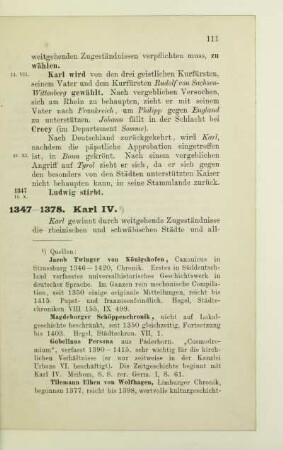 111
weitgehenden Zugeständnissen verpflichten muss, zu
wählen.
11. VII. Karl wird von den drei geistlichen Kurfürsten,
seinem Vater und dem Kurfürsten Rudolf von Sachsen-
Wittenberg gewählt. Nach vergeblichen Versuchen,
sich am Rhein zu behaupten, zieht er mit seinem
Vater nach Frankreich, um Philipp gegen England
zu unterstützen. Johann fällt in der Schlacht bei
Crecy (im Departement Somme).
Nach Deutschland zurückgekehrt, wird Karl,
nachdem die päpstliche Approbation eingetroffen
ist, in Bonn gekrönt. Nach einem vergeblichen
Angriff auf Tyrol zieht er sich, da er sich gegen
den besonders von den Städten unterstützten Kaiser
nicht behaupten kann, in seine Stammlande zurück.
1347 Ludwig stirbt.
1347–1378. Karl IV. ¹)
Karl gewinnt durch weitgehende Zugeständnisse
die rheinischen und schwäbischen Städte und all-
¹) Quellen:
Jacob Twinger von Königshofen, Canonicus in
Strassburg 1346–1420, Chronik. Erstes in Süddeutsch-
land verfasstes universalhistorisches Geschichtswerk in
deutscher Sprache. Im Ganzen rein mechanische Compila-
tion, seit 1350 einige originale Mitteilungen, reicht bis
1415. Papst- und franzosenfeindlich. Hegel, Städte-
chroniken VIII 155, IX 499.
Magdeborger Schöppenchronik, nicht auf Lokal-
geschichte beschränkt, seit 1350 gleichzeitig, Fortsetzung
bis 1403. Hegel, Städtechron. VII, 1.
Gobelinus Persona aus Paderborn, „Cosmodro-
mium“, verfasst 1390–1415, sehr wichtig für die kirch-
lichen Verhältnisse (er war zeitweise in der Kanzlei
Urbans VI. beschäftigt). Die Zeitgeschichte beginnt mit
Karl IV. Meibom, S. S. rer. Germ. I, S. 61.
Tilemann Elhen von Wolfhagen, Limburger Chronik,
begonnen 1377, reicht bis 1398, wertvolle kulturgeschicht-